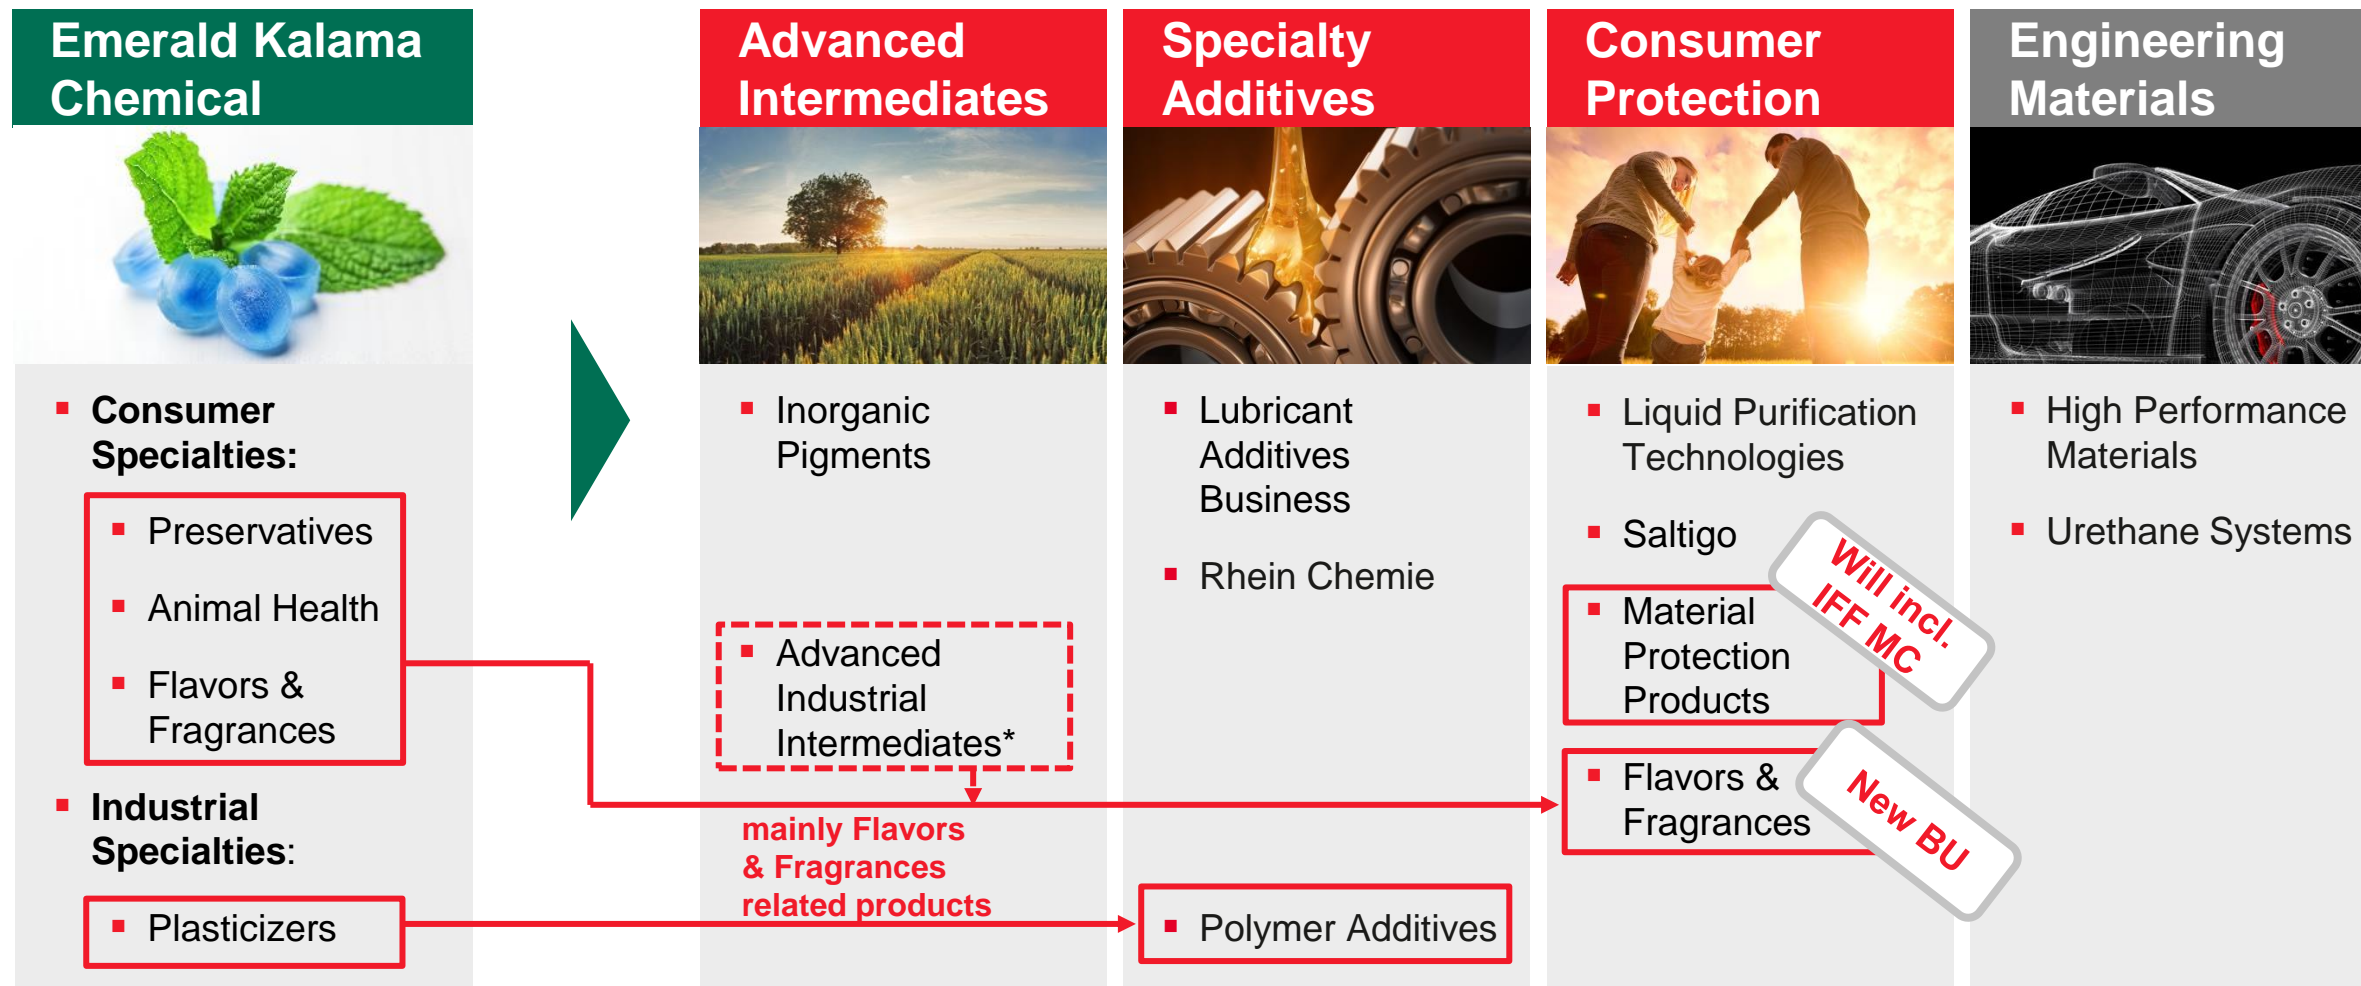 Emerald Kalama
Chemical
Consumer
Specialties:
Preservatives
Animal Health
Flavors &
Fragrances
Industrial
Specialties:
Plasticizers
Advanced
Intermediates
Inorganic
Pigments
Advanced
Industrial
Intermediates*
mainly Flavors
& Fragrances
related products
Specialty
Additives
Lubricant
Additives
Business
Rhein Chemie
Polymer Additives
Consumer
Protection
Liquid Purification
Technologies
Saltigo
Material
Protection
Products
Will incl.
IFF MC
Flavors &
Fragrances
New BU
Engineering
Materials
High Performance
Materials
Urethane Systems